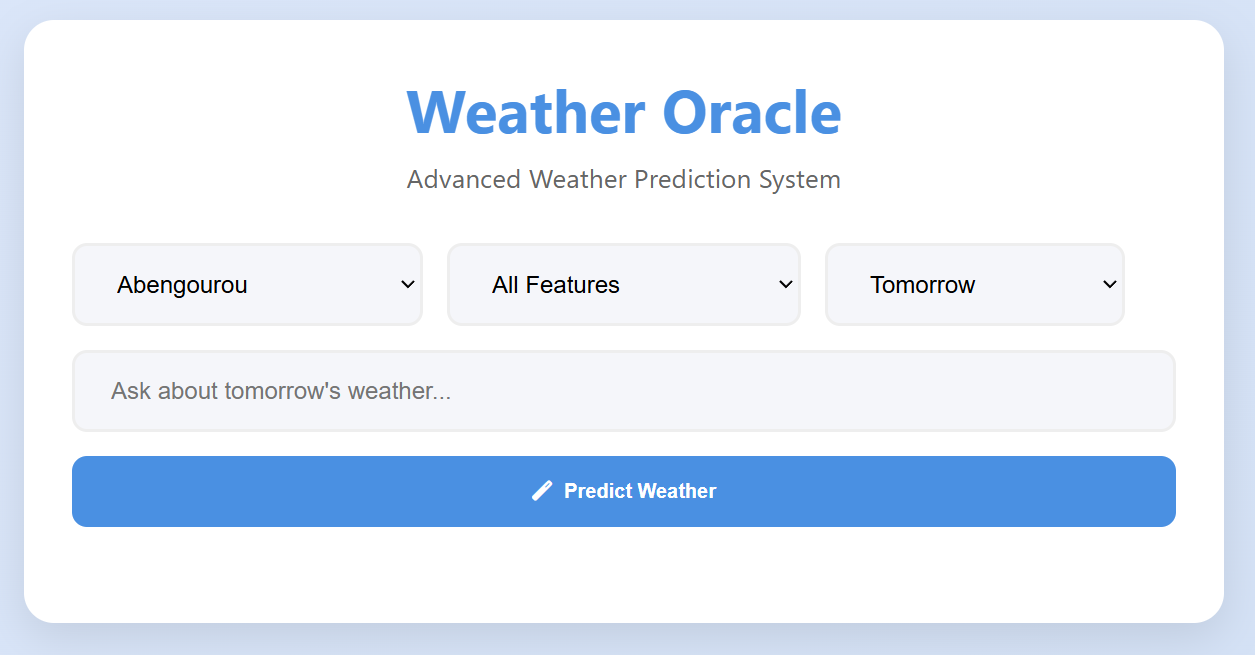 Weather Oracle
Advanced Weather Prediction System
Abengourou
All Features
Tomorrow
Ask about tomorrow's weather...
Predict Weather